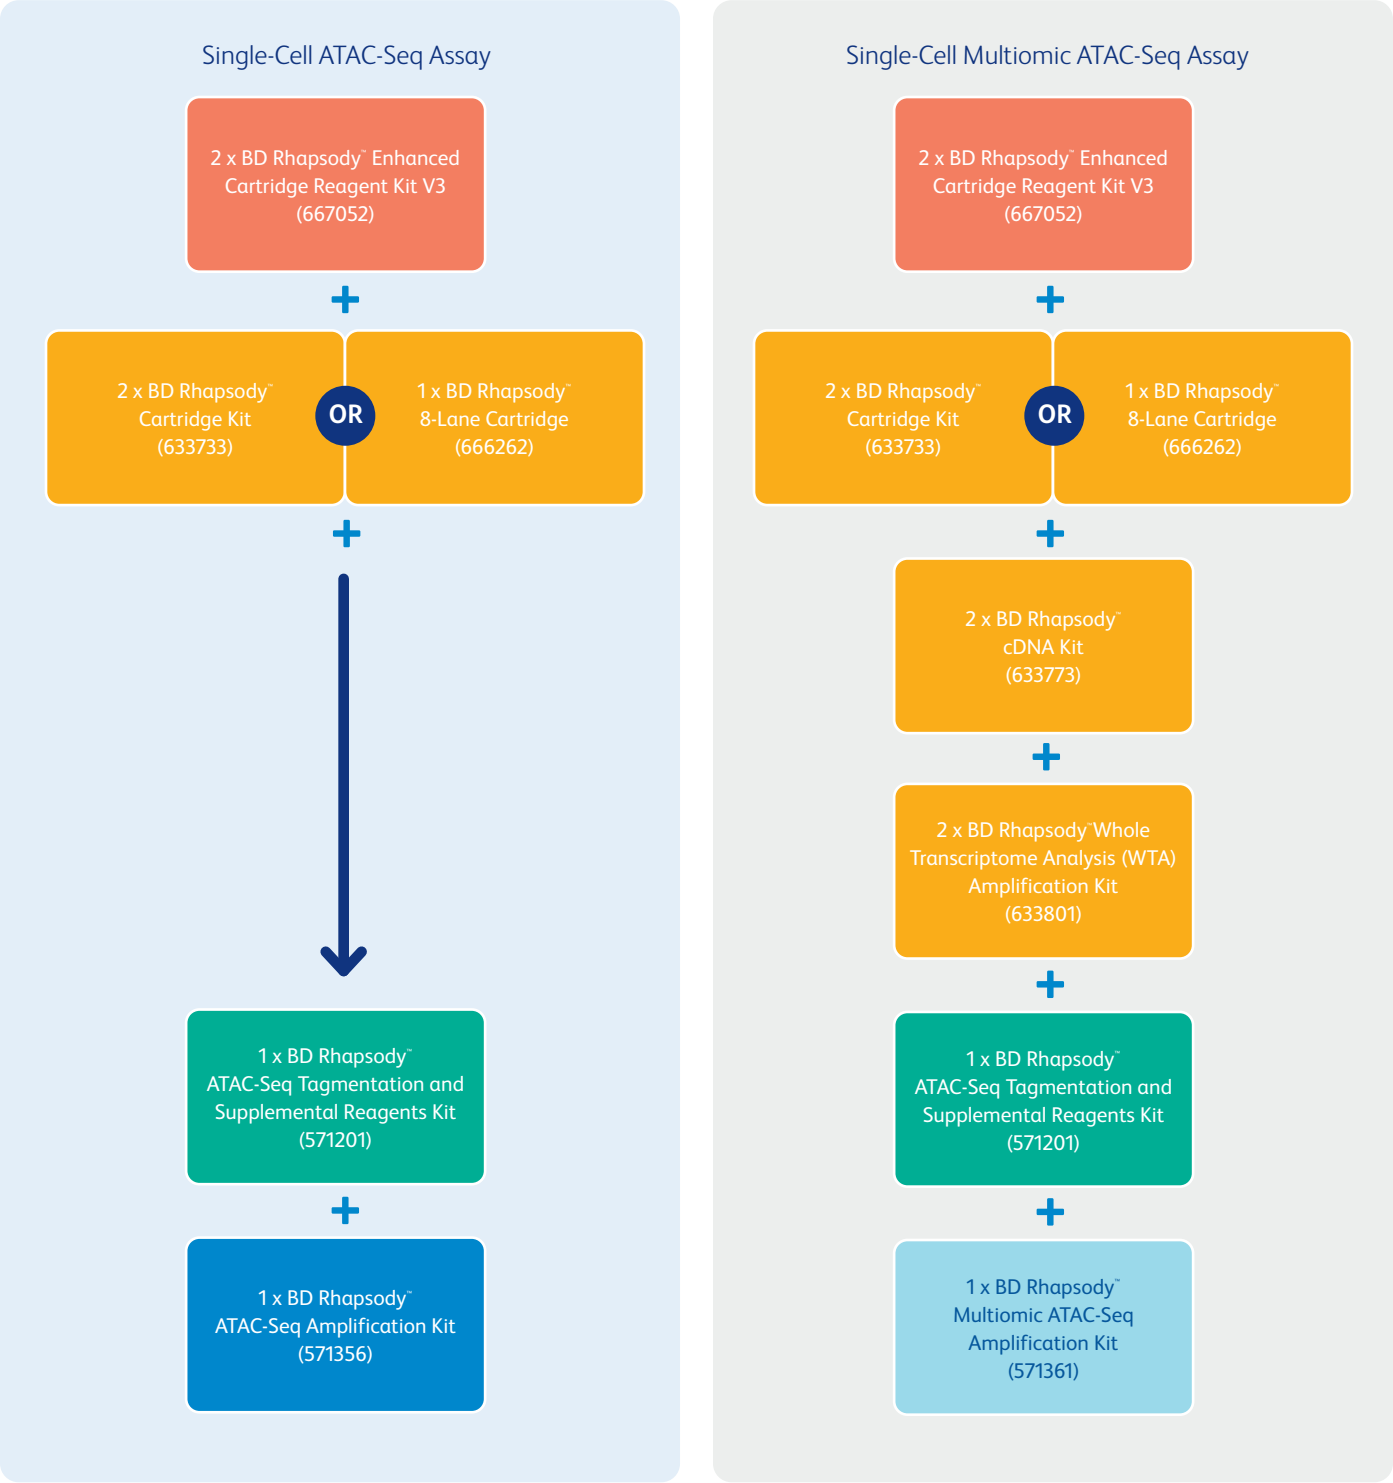 Single-Cell ATAC-Seq Assay
2 x BD Rhapsody™ Enhanced
Cartridge Reagent Kit V3
(667052)
2 x BD Rhapsody™
Cartridge Kit
(633733)
OR
1 x BD Rhapsody™
8-Lane Cartridge
(666262)
1 x BD Rhapsody™
ATAC-Seq Tagmentation and
Supplemental Reagents Kit
(571201)
1 x BD Rhapsody™
ATAC-Seq Amplification Kit
(571356)
Single-Cell Multiomic ATAC-Seq Assay
2 x BD Rhapsody™ Enhanced
Cartridge Reagent Kit V3
(667052)
2 x BD Rhapsody™
Cartridge Kit
(633733)
OR
1 x BD Rhapsody™
8-Lane Cartridge
(666262)
2 x BD Rhapsody™
cDNA Kit
(633773)
2 x BD Rhapsody™Whole
Transcriptome Analysis (WTA)
Amplification Kit
(633801)
1 x BD Rhapsody™
ATAC-Seq Tagmentation and
Supplemental Reagents Kit
(571201)
1 x BD Rhapsody™
Multiomic ATAC-Seq
Amplification Kit
(571361)